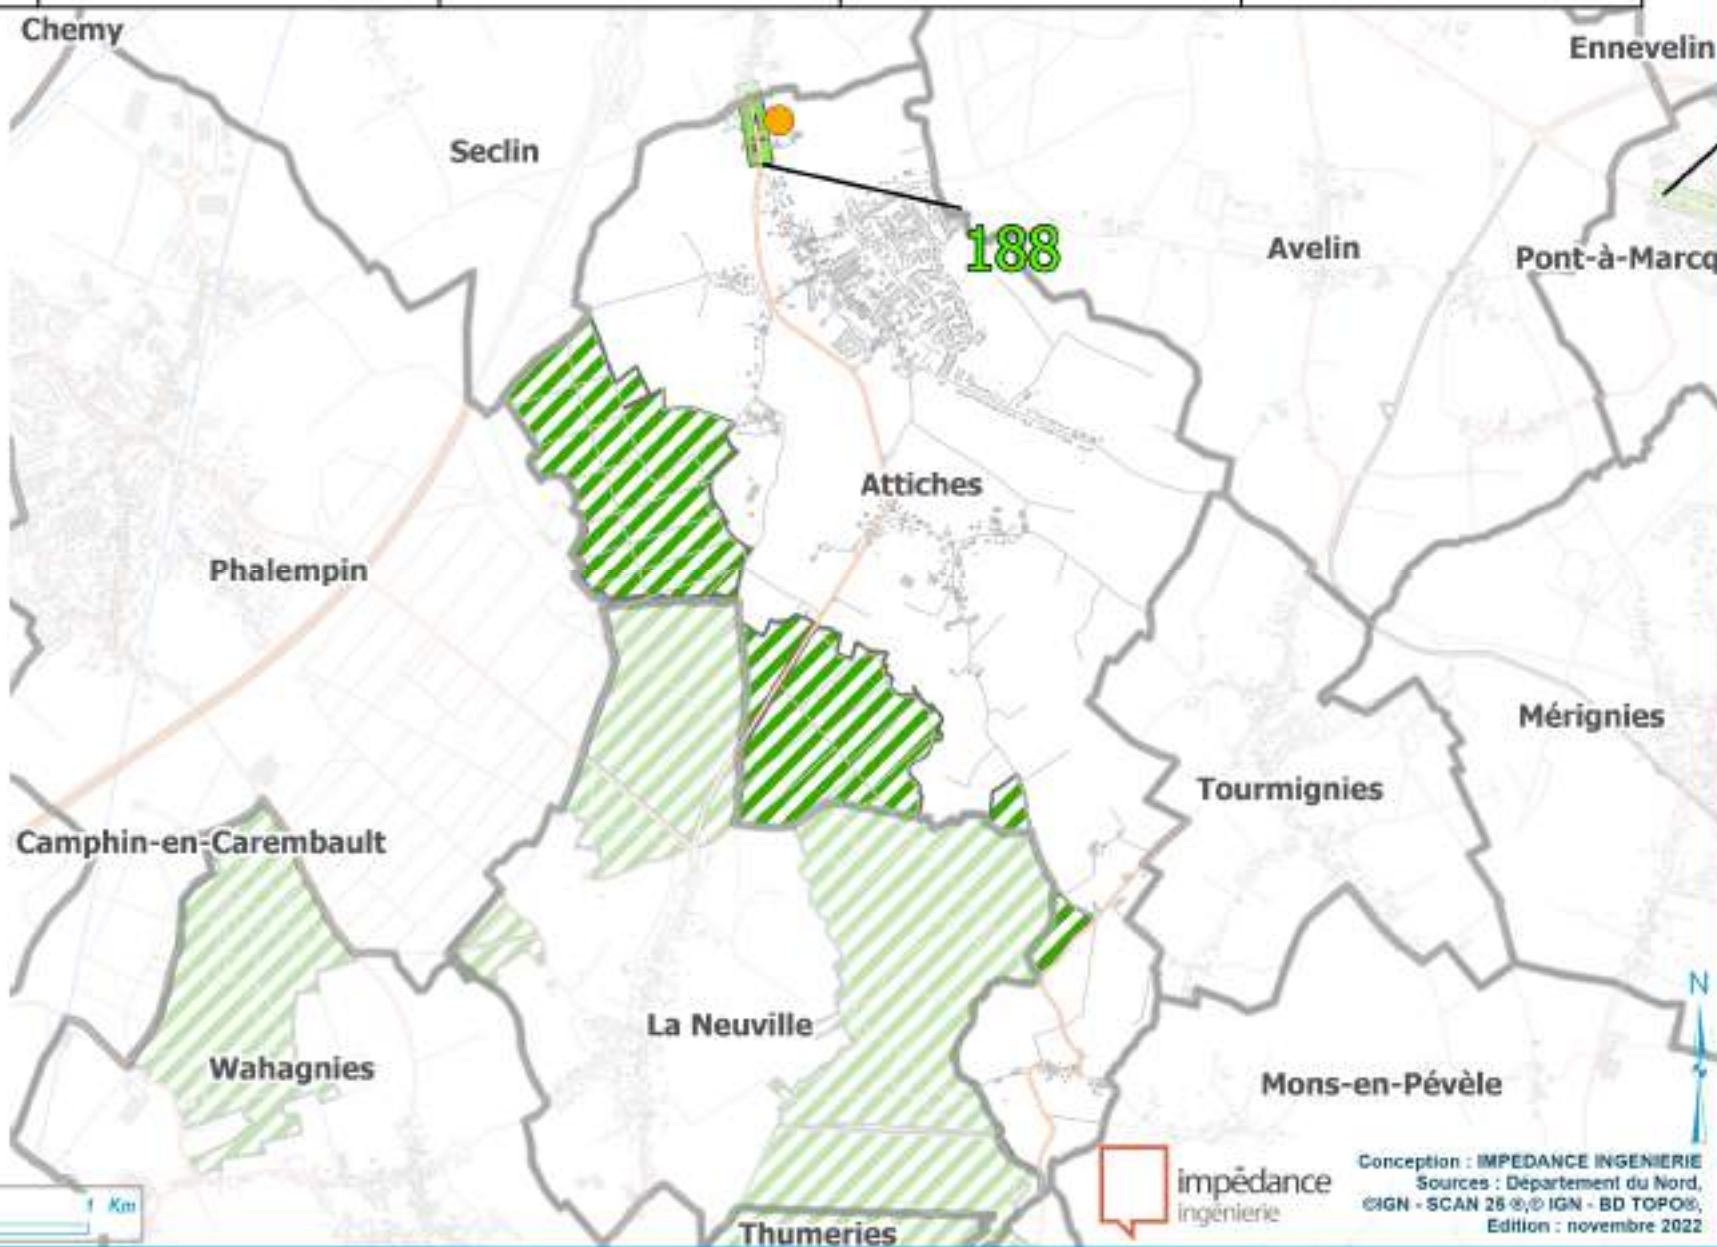 Chemy
Ennevelin
Seclin
188
Avelin
Pont-à-Marcq
Attiches
Phalempin
Mérignies
Tourmignies
Camphin-en-Carembault
La Neuville
Wahagnies
Mons-en-Pévèle
N
1 Km
Thumeries
impédance
ingénierie
Conception : IMPEDANCE INGENIERIE
Sources : Département du Nord,
©IGN - SCAN 25 ®,© IGN - BD TOPO®,
Edition : novembre 2022